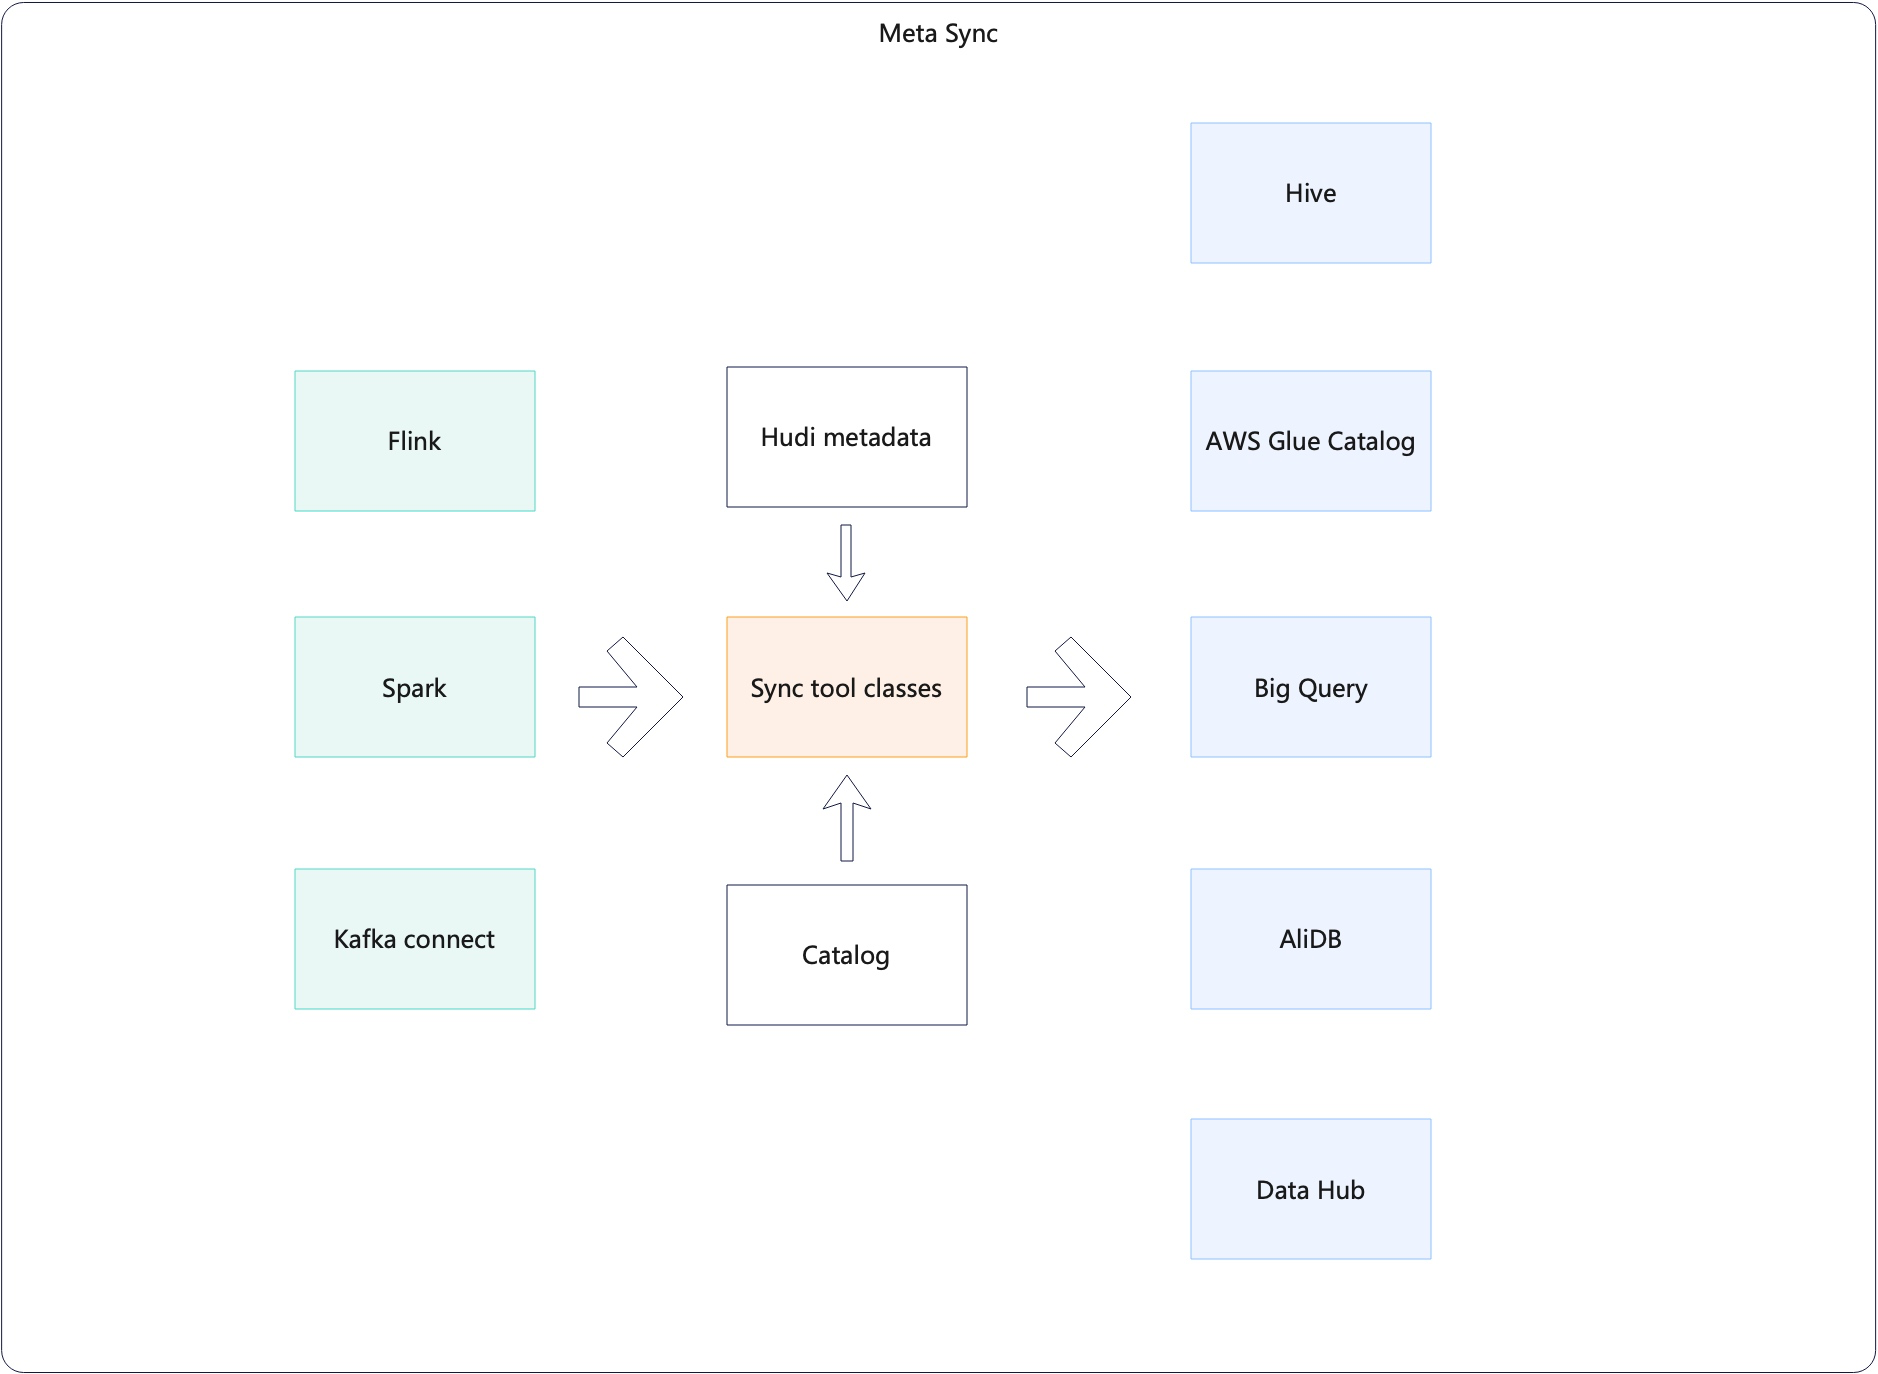 Meta Sync
Hive
Flink
Hudi metadata
AWS Glue Catalog
Spark
Sync tool classes
Big Query
Kafka connect
Catalog
AliDB
Data Hub